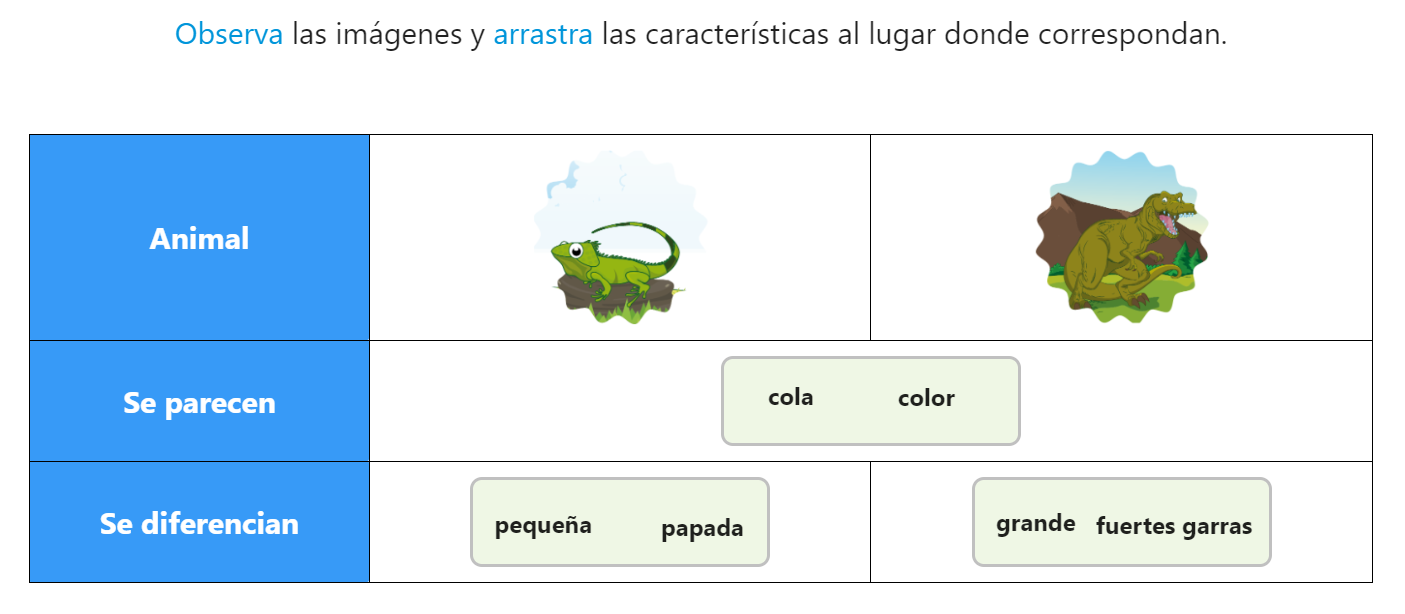 Observa las imágenes y arrastra las características al lugar donde correspondan.
Animal
Se parecen
cola color
Se diferencian
pequeña papada
grande fuertes garras